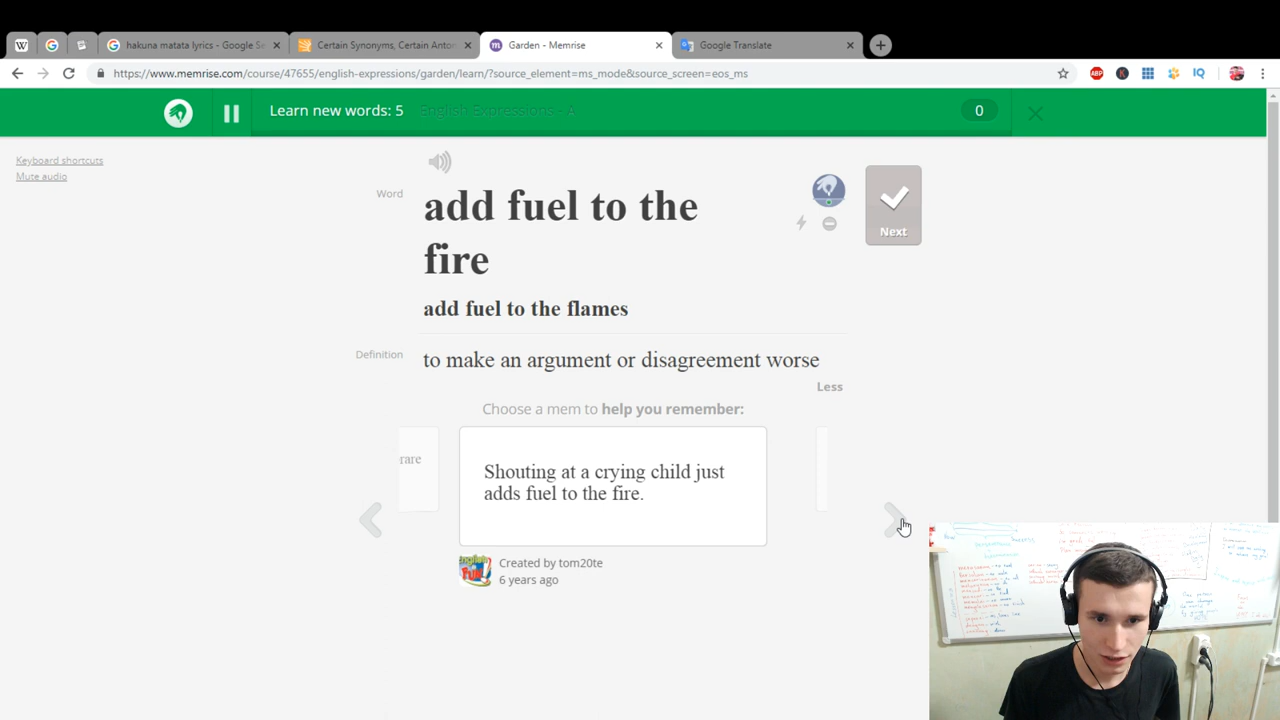 W
hakuna matata lyrics - Google Se
Certain Synonyms, Certain Anton
Garden - Memrise
Google Translate
https://www.memrise.com/course/47655/english-expressions/garden/learn/?source_element=ms_mode&source_screen=eos_ms
ABP
K
IQ
Learn new words: 5
English Expressions - A
0
Keyboard shortcuts
Mute audio
Word
add fuel to the
fire
Next
add fuel to the flames
Definition
to make an argument or disagreement worse
Less
Choose a mem to help you remember:
rare
Shouting at a crying child just
adds fuel to the fire.
Created by tom20te
6 years ago